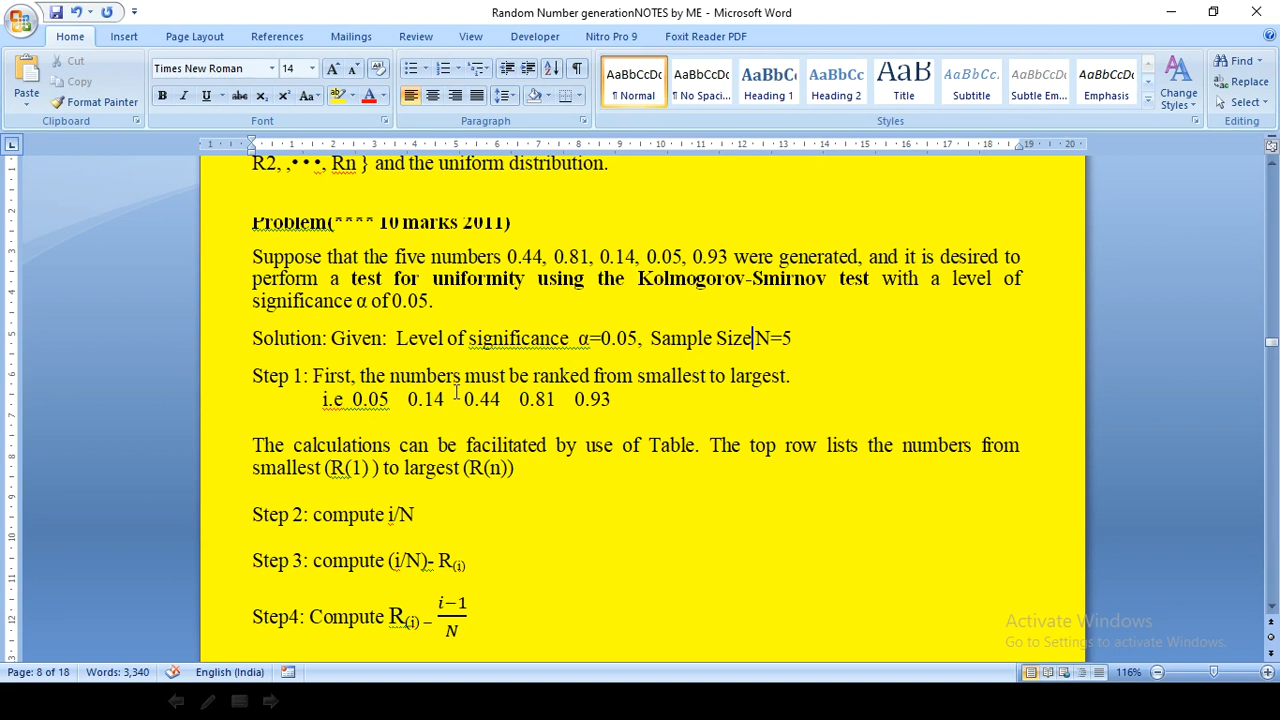 Random Number generationNOTES by ME - Microsoft Word
Home Insert Page Layout References Mailings Review View Developer Nitro Pro 9 Foxit Reader PDF
Paste
Cut
Copy
Format Painter
Clipboard
Times New Roman 14
Font
Paragraph
AaBbCcDc AaBbCcDc AaBbC AaBbCc AaB AaBbCc. AaBbCcDc AaBbCcDc
¶ Normal ¶ No Spaci... Heading 1 Heading 2 Title Subtitle Subtle Em... Emphasis
Change Styles
Styles
Find
Replace
Select
Editing
R2, ,• • •, Rn } and the uniform distribution.
Problem(**** 10 marks 2011)
Suppose that the five numbers 0.44, 0.81, 0.14, 0.05, 0.93 were generated, and it is desired to
perform a test for uniformity using the Kolmogorov-Smirnov test with a level of
significance α of 0.05.
Solution: Given: Level of significance α=0.05, Sample Size N=5
Step 1: First, the numbers must be ranked from smallest to largest.
i.e 0.05 0.14 0.44 0.81 0.93
The calculations can be facilitated by use of Table. The top row lists the numbers from
smallest (R(1) ) to largest (R(n))
Step 2: compute i/N
Step 3: compute (i/N)- R(i)
Step4: Compute R(i) – i−1/N
Activate Windows
Go to Settings to activate Windows.
Page: 8 of 18 Words: 3,340 English (India) 116%